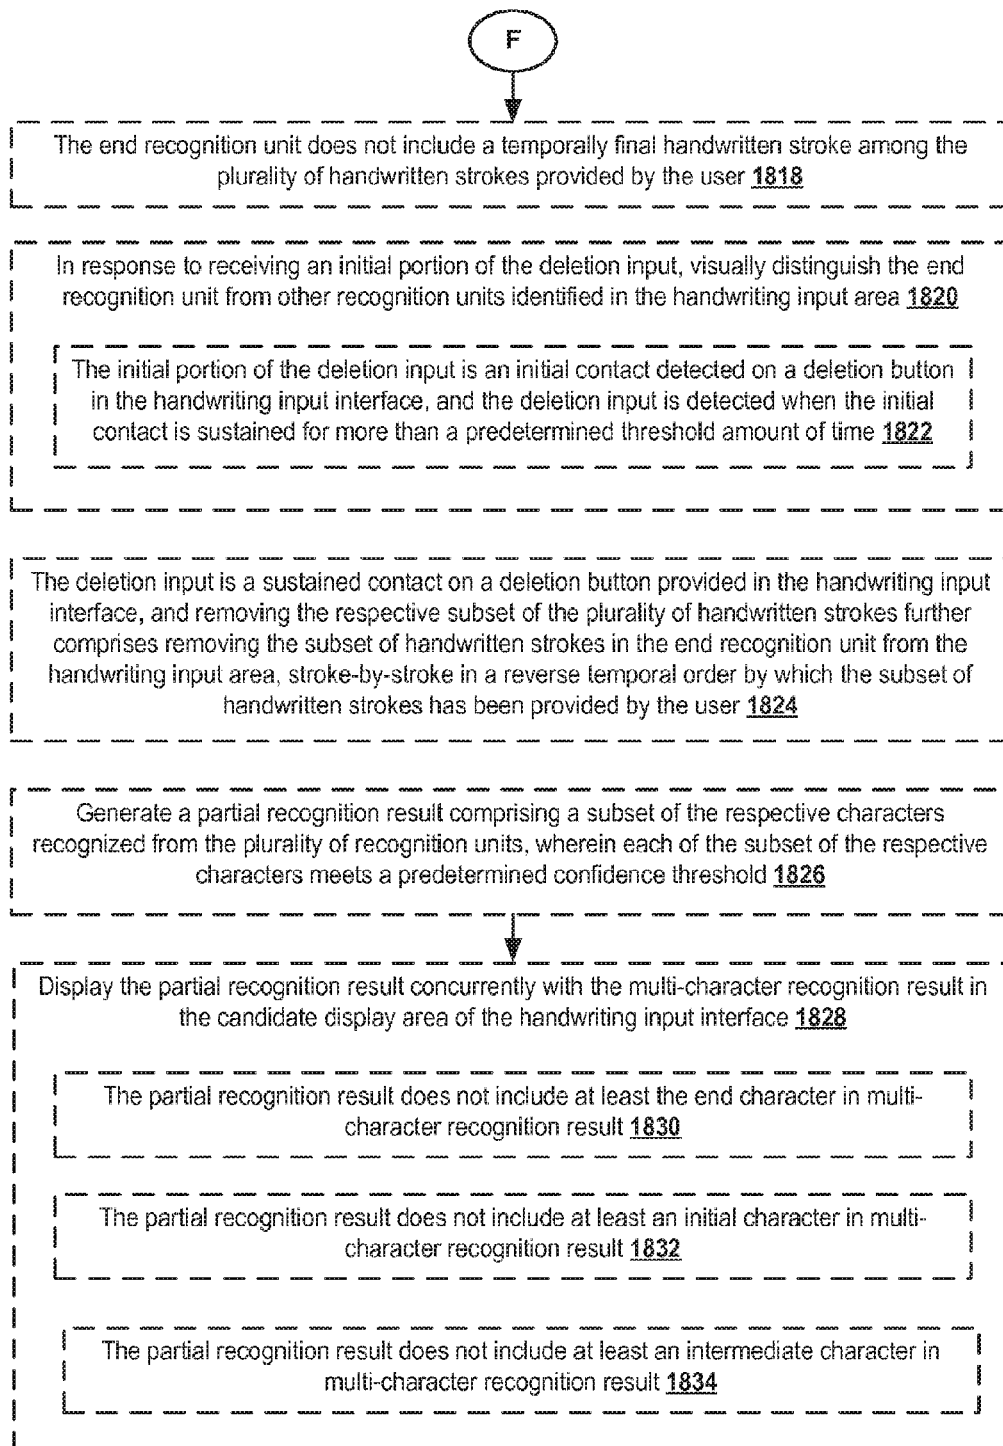 F
The end recognition unit does not include a temporally final handwritten stroke among the
plurality of handwritten strokes provided by the user 1818
In response to receiving an initial portion of the deletion input, visually distinguish the end
recognition unit from other recognition units identified in the handwriting input area 1820
The initial portion of the deletion input is an initial contact detected on a deletion button
in the handwriting input interface, and the deletion input is detected when the initial
contact is sustained for more than a predetermined threshold amount of time 1822
The deletion input is a sustained contact on a deletion button provided in the handwriting input
interface, and removing the respective subset of the plurality of handwritten strokes further
comprises removing the subset of handwritten strokes in the end recognition unit from the
handwriting input area, stroke-by-stroke in a reverse temporal order by which the subset of
handwritten strokes has been provided by the user 1824
Generate a partial recognition result comprising a subset of the respective characters
recognized from the plurality of recognition units, wherein each of the subset of the respective
characters meets a predetermined confidence threshold 1826
Display the partial recognition result concurrently with the multi-character recognition result in
the candidate display area of the handwriting input interface 1828
The partial recognition result does not include at least the end character in multi-
character recognition result 1830
The partial recognition result does not include at least an initial character in multi-
character recognition result 1832
The partial recognition result does not include at least an intermediate character in
multi-character recognition result 1834